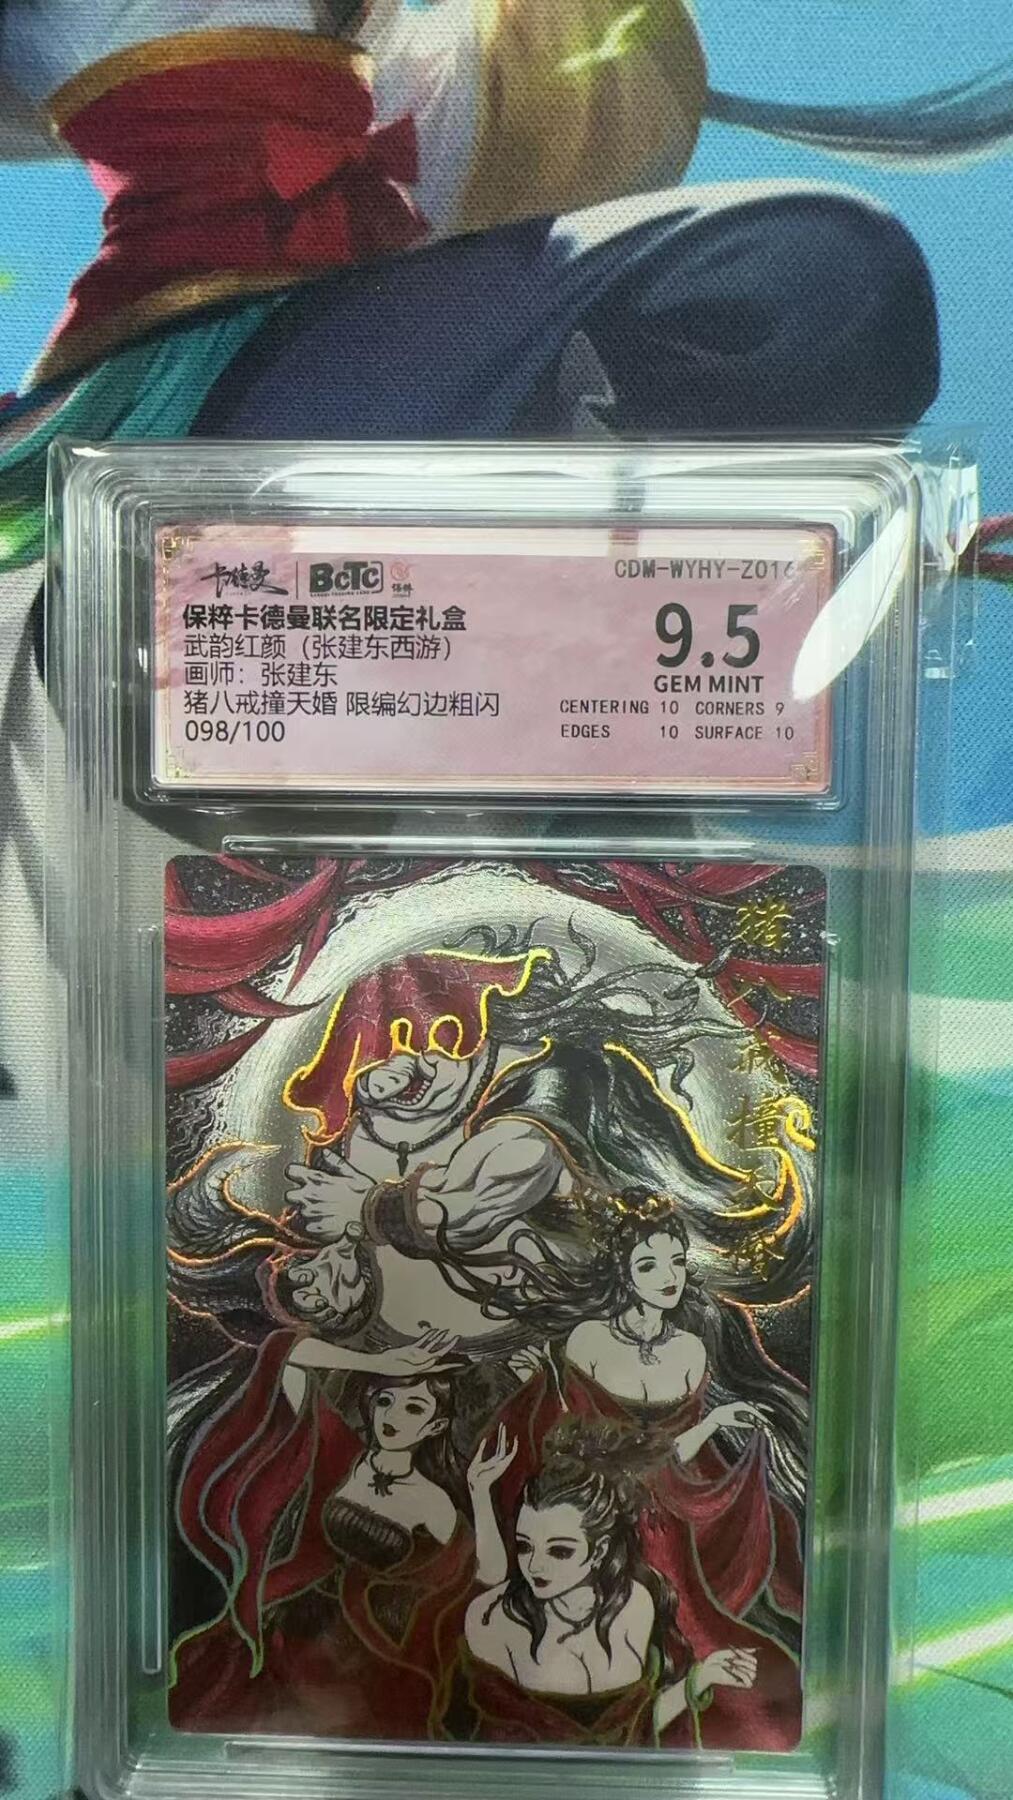 卡德曼 BCTC 保粹
CDM-WYHY-Z016
保粹卡德曼联名限定礼盒
武韵红颜（张建东西游）
画师：张建东
猪八戒撞天婚 限编幻边粗闪
098/100
9.5
GEM MINT
CENTERING 10 CORNERS 9
EDGES 10 SURFACE 10
猪八戒撞天婚